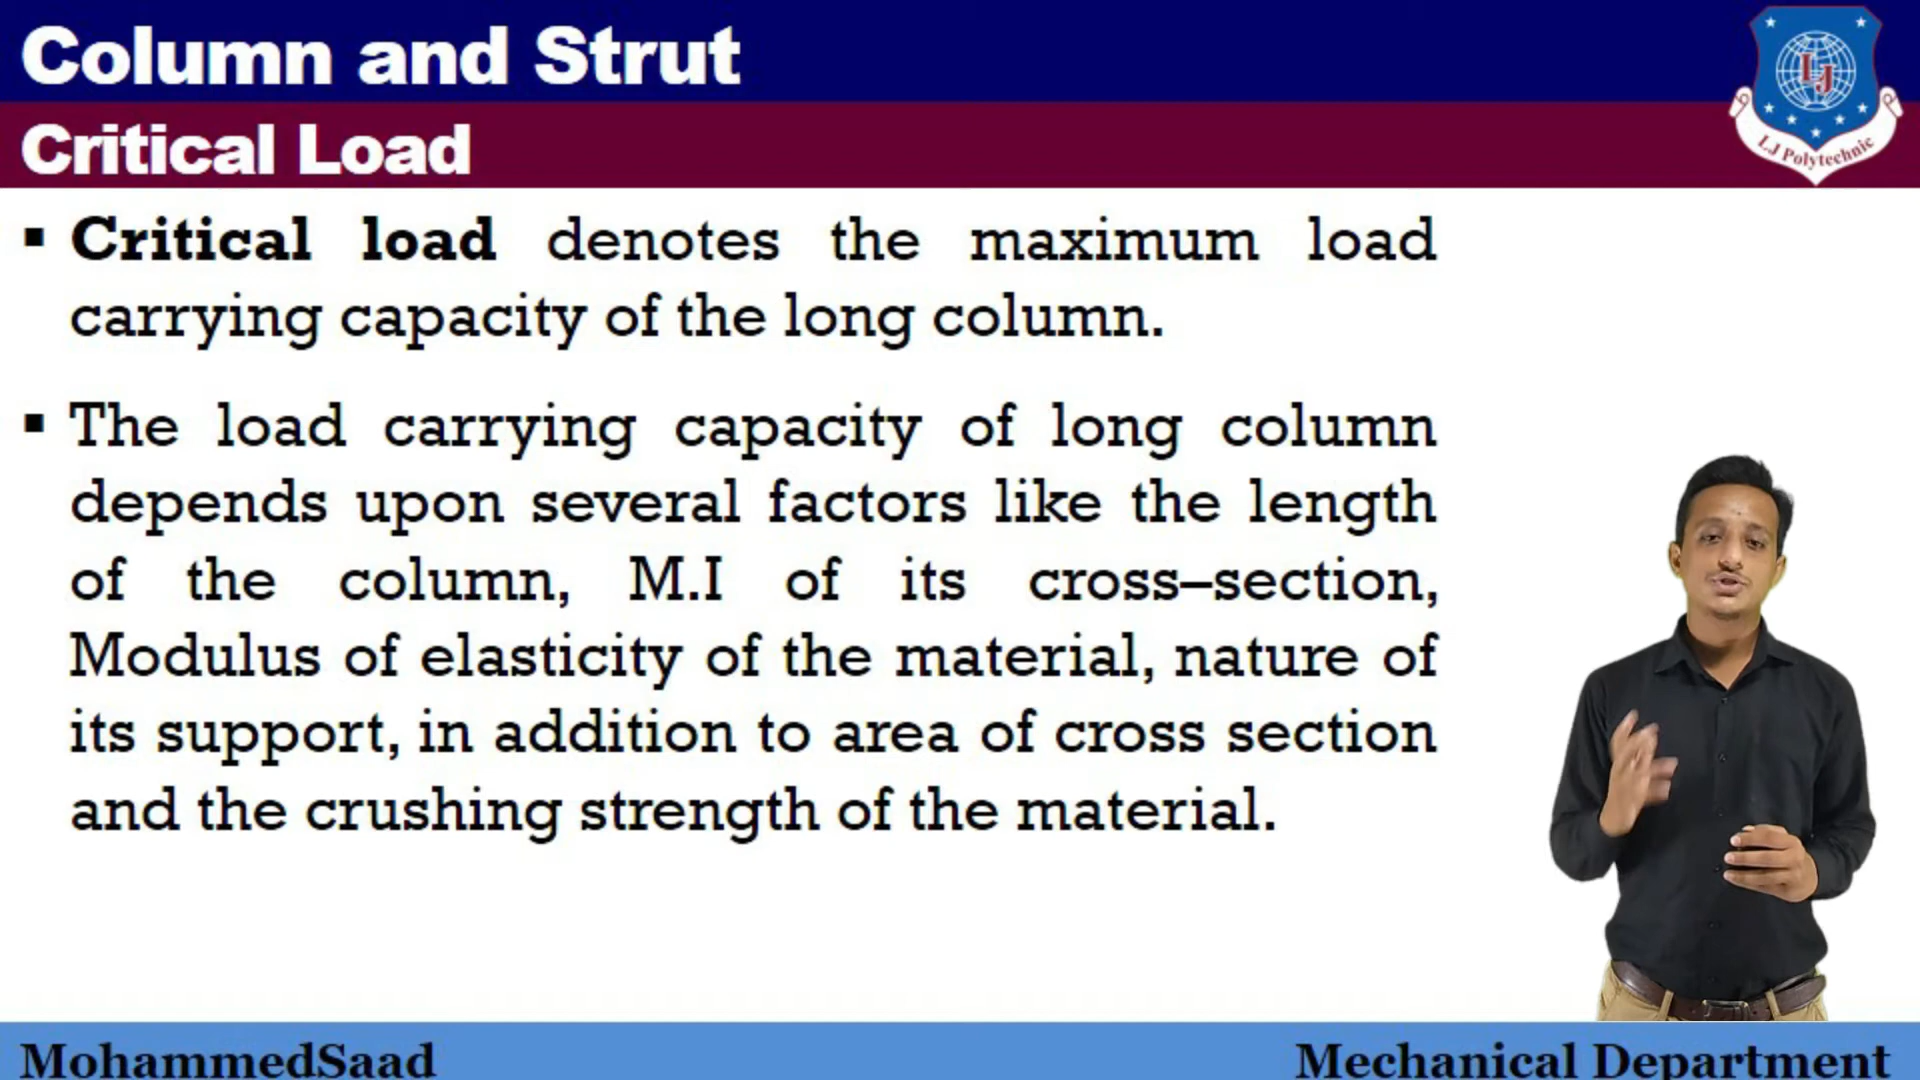 Column and Strut
Critical Load
LJ
LJ Polytechnic
▪ Critical load denotes the maximum load
carrying capacity of the long column.
▪ The load carrying capacity of long column
depends upon several factors like the length
of the column, M.I of its cross–section,
Modulus of elasticity of the material, nature of
its support, in addition to area of cross section
and the crushing strength of the material.
MohammedSaad
Mechanical Department